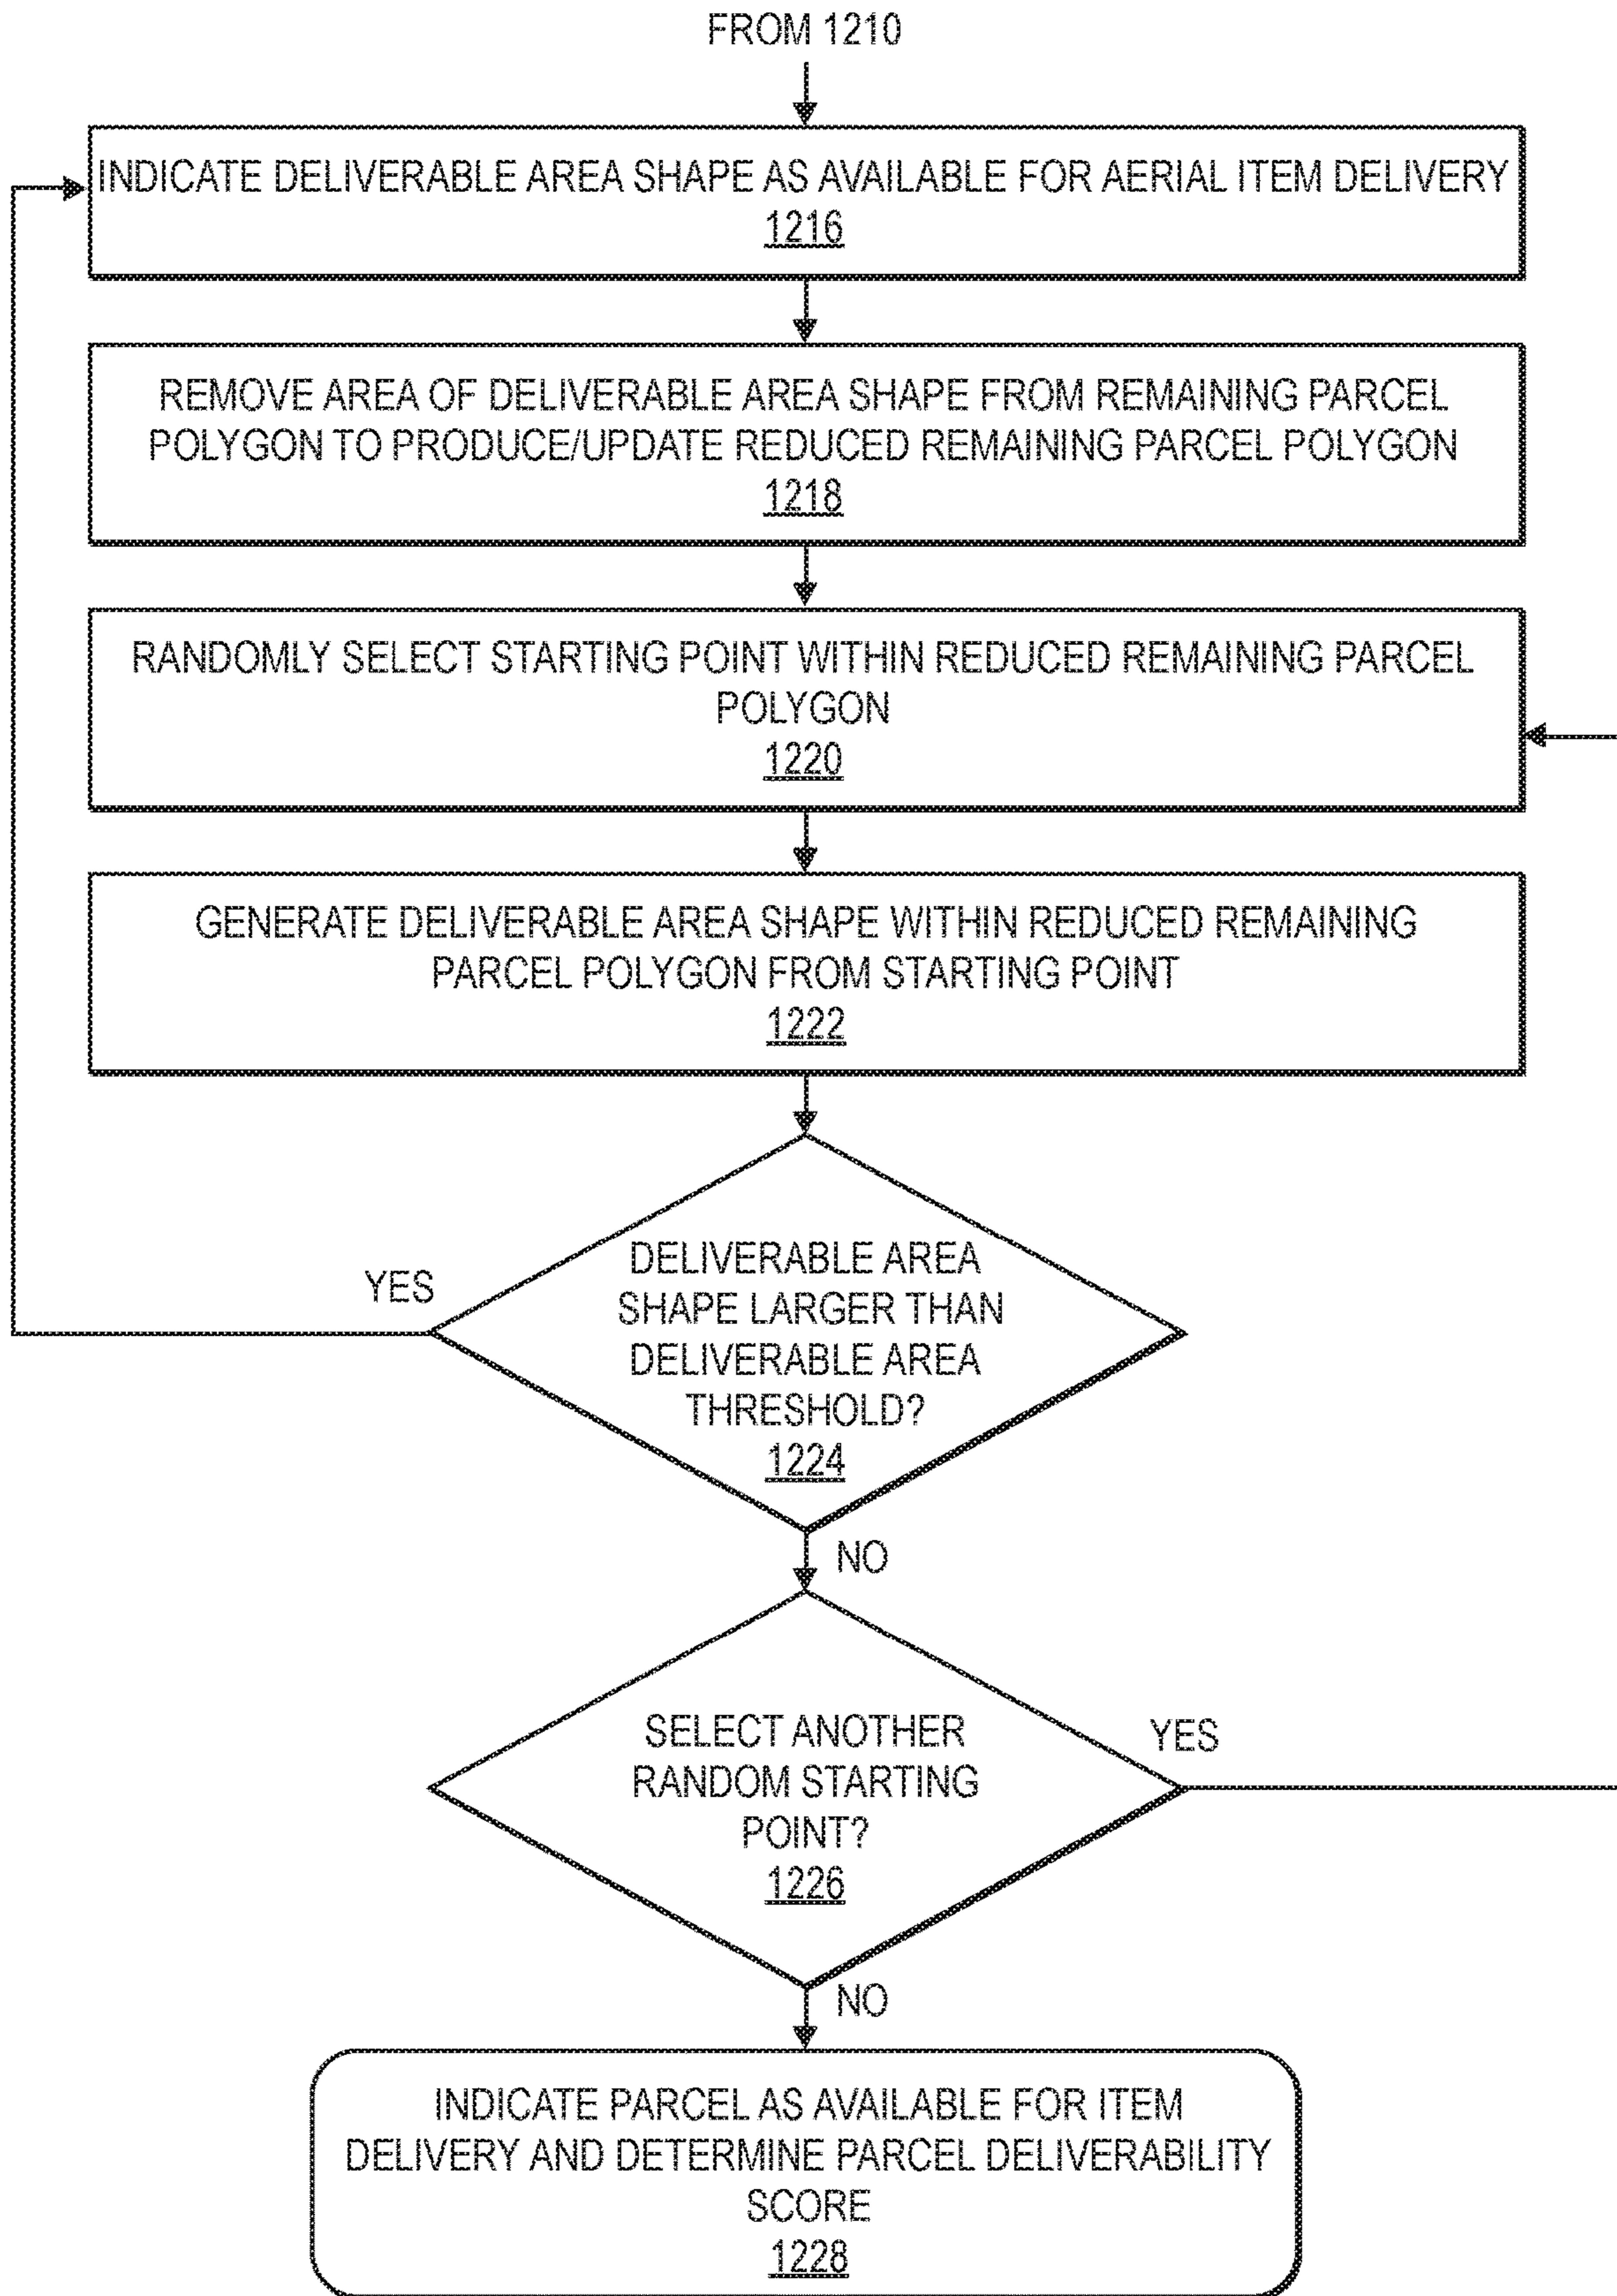 FROM 1210
INDICATE DELIVERABLE AREA SHAPE AS AVAILABLE FOR AERIAL ITEM DELIVERY
1216
REMOVE AREA OF DELIVERABLE AREA SHAPE FROM REMAINING PARCEL
POLYGON TO PRODUCE/UPDATE REDUCED REMAINING PARCEL POLYGON
1218
RANDOMLY SELECT STARTING POINT WITHIN REDUCED REMAINING PARCEL
POLYGON
1220
GENERATE DELIVERABLE AREA SHAPE WITHIN REDUCED REMAINING
PARCEL POLYGON FROM STARTING POINT
1222
YES
DELIVERABLE AREA
SHAPE LARGER THAN
DELIVERABLE AREA
THRESHOLD?
1224
NO
SELECT ANOTHER
RANDOM STARTING
POINT?
1226
YES
NO
INDICATE PARCEL AS AVAILABLE FOR ITEM
DELIVERY AND DETERMINE PARCEL DELIVERABILITY
SCORE
1228